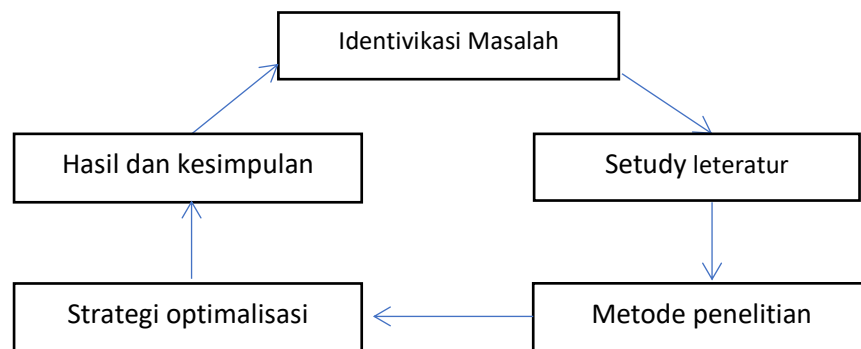 Identivikasi Masalah
Hasil dan kesimpulan
Setudy leteratur
Strategi optimalisasi
Metode penelitian